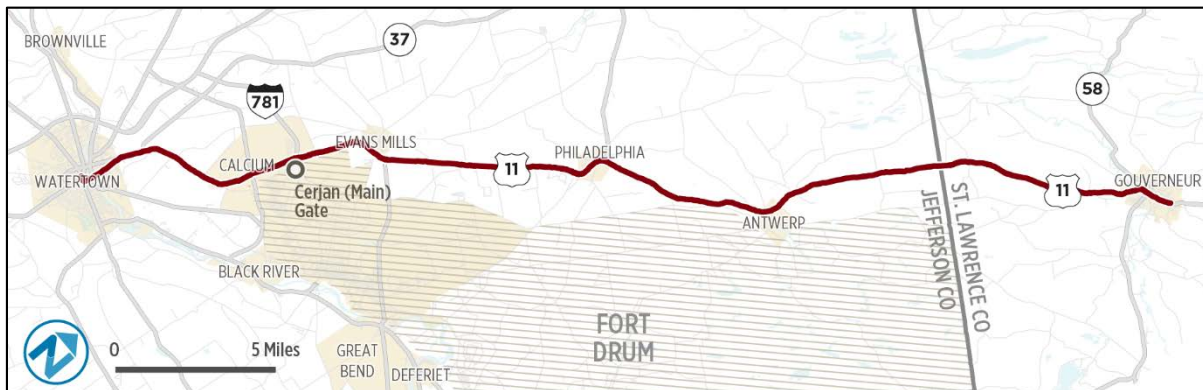 BROWNVILLE
37
58
781
EVANS MILLS
CALCIUM
11
PHILADELPHIA
WATERTOWN
Cerjan (Main)
Gate
11
GOUVERNEUR
ANTWERP
ST. LAWRENCE CO
JEFFERSON CO
BLACK RIVER
FORT
DRUM
0
5 Miles
GREAT
BEND
DEFERIET